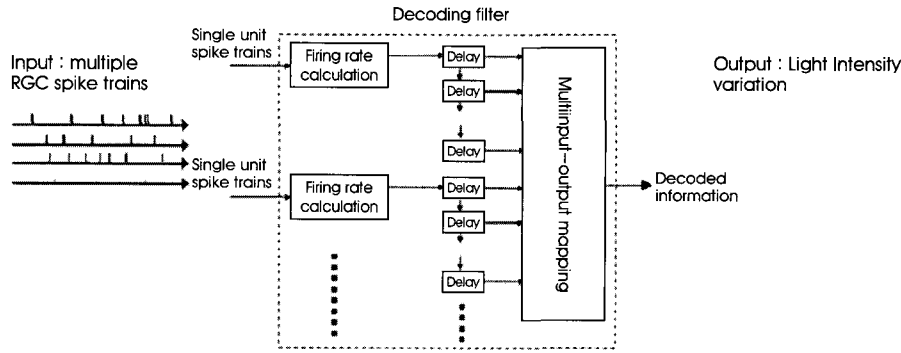 Decoding filter
Input : multiple
RGC spike trains
Single unit
spike trains
Firing rate
calculation
Delay
Delay
Delay
Single unit
spike trains
Firing rate
calculation
Delay
Delay
Delay
Multiinput-output mapping
Output : Light Intensity
variation
Decoded
information